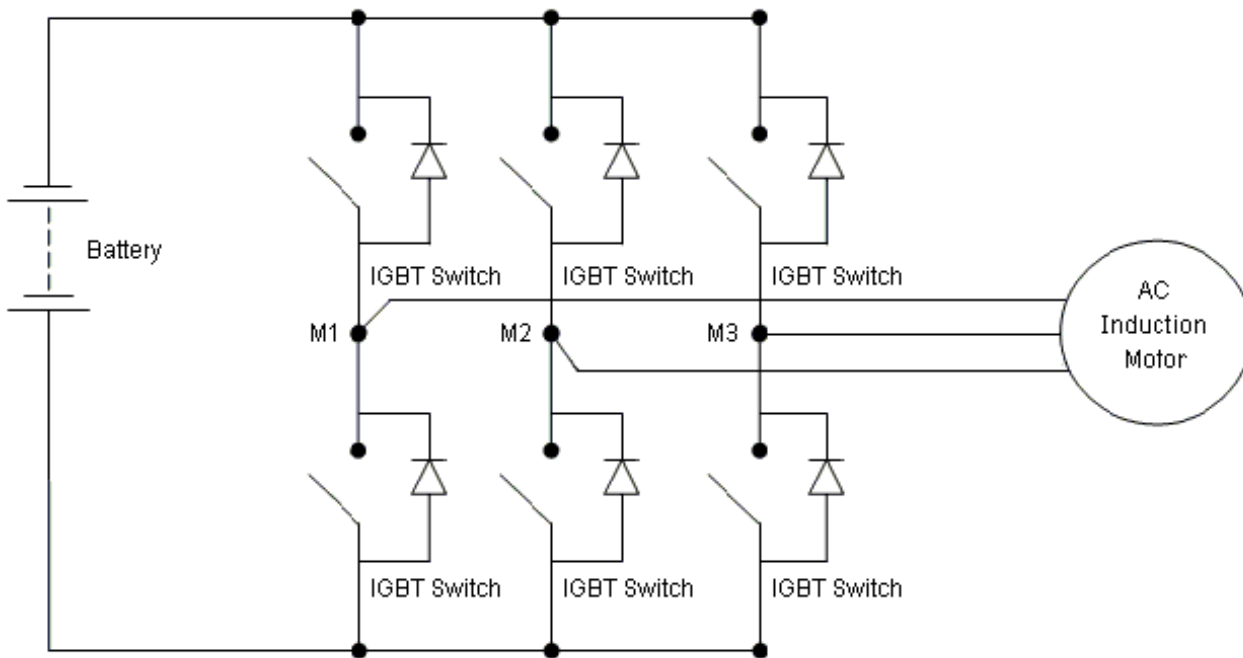 Battery
IGBT Switch
IGBT Switch
IGBT Switch
M1
M2
M3
AC
Induction
Motor
IGBT Switch
IGBT Switch
IGBT Switch